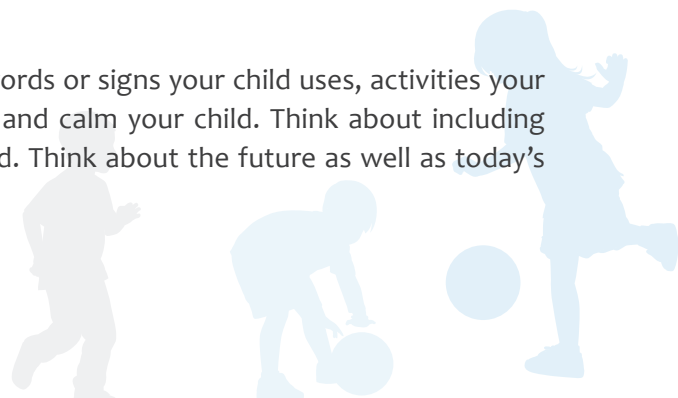 ords or signs your child uses, activities your
and calm your child. Think about including
d. Think about the future as well as today’s